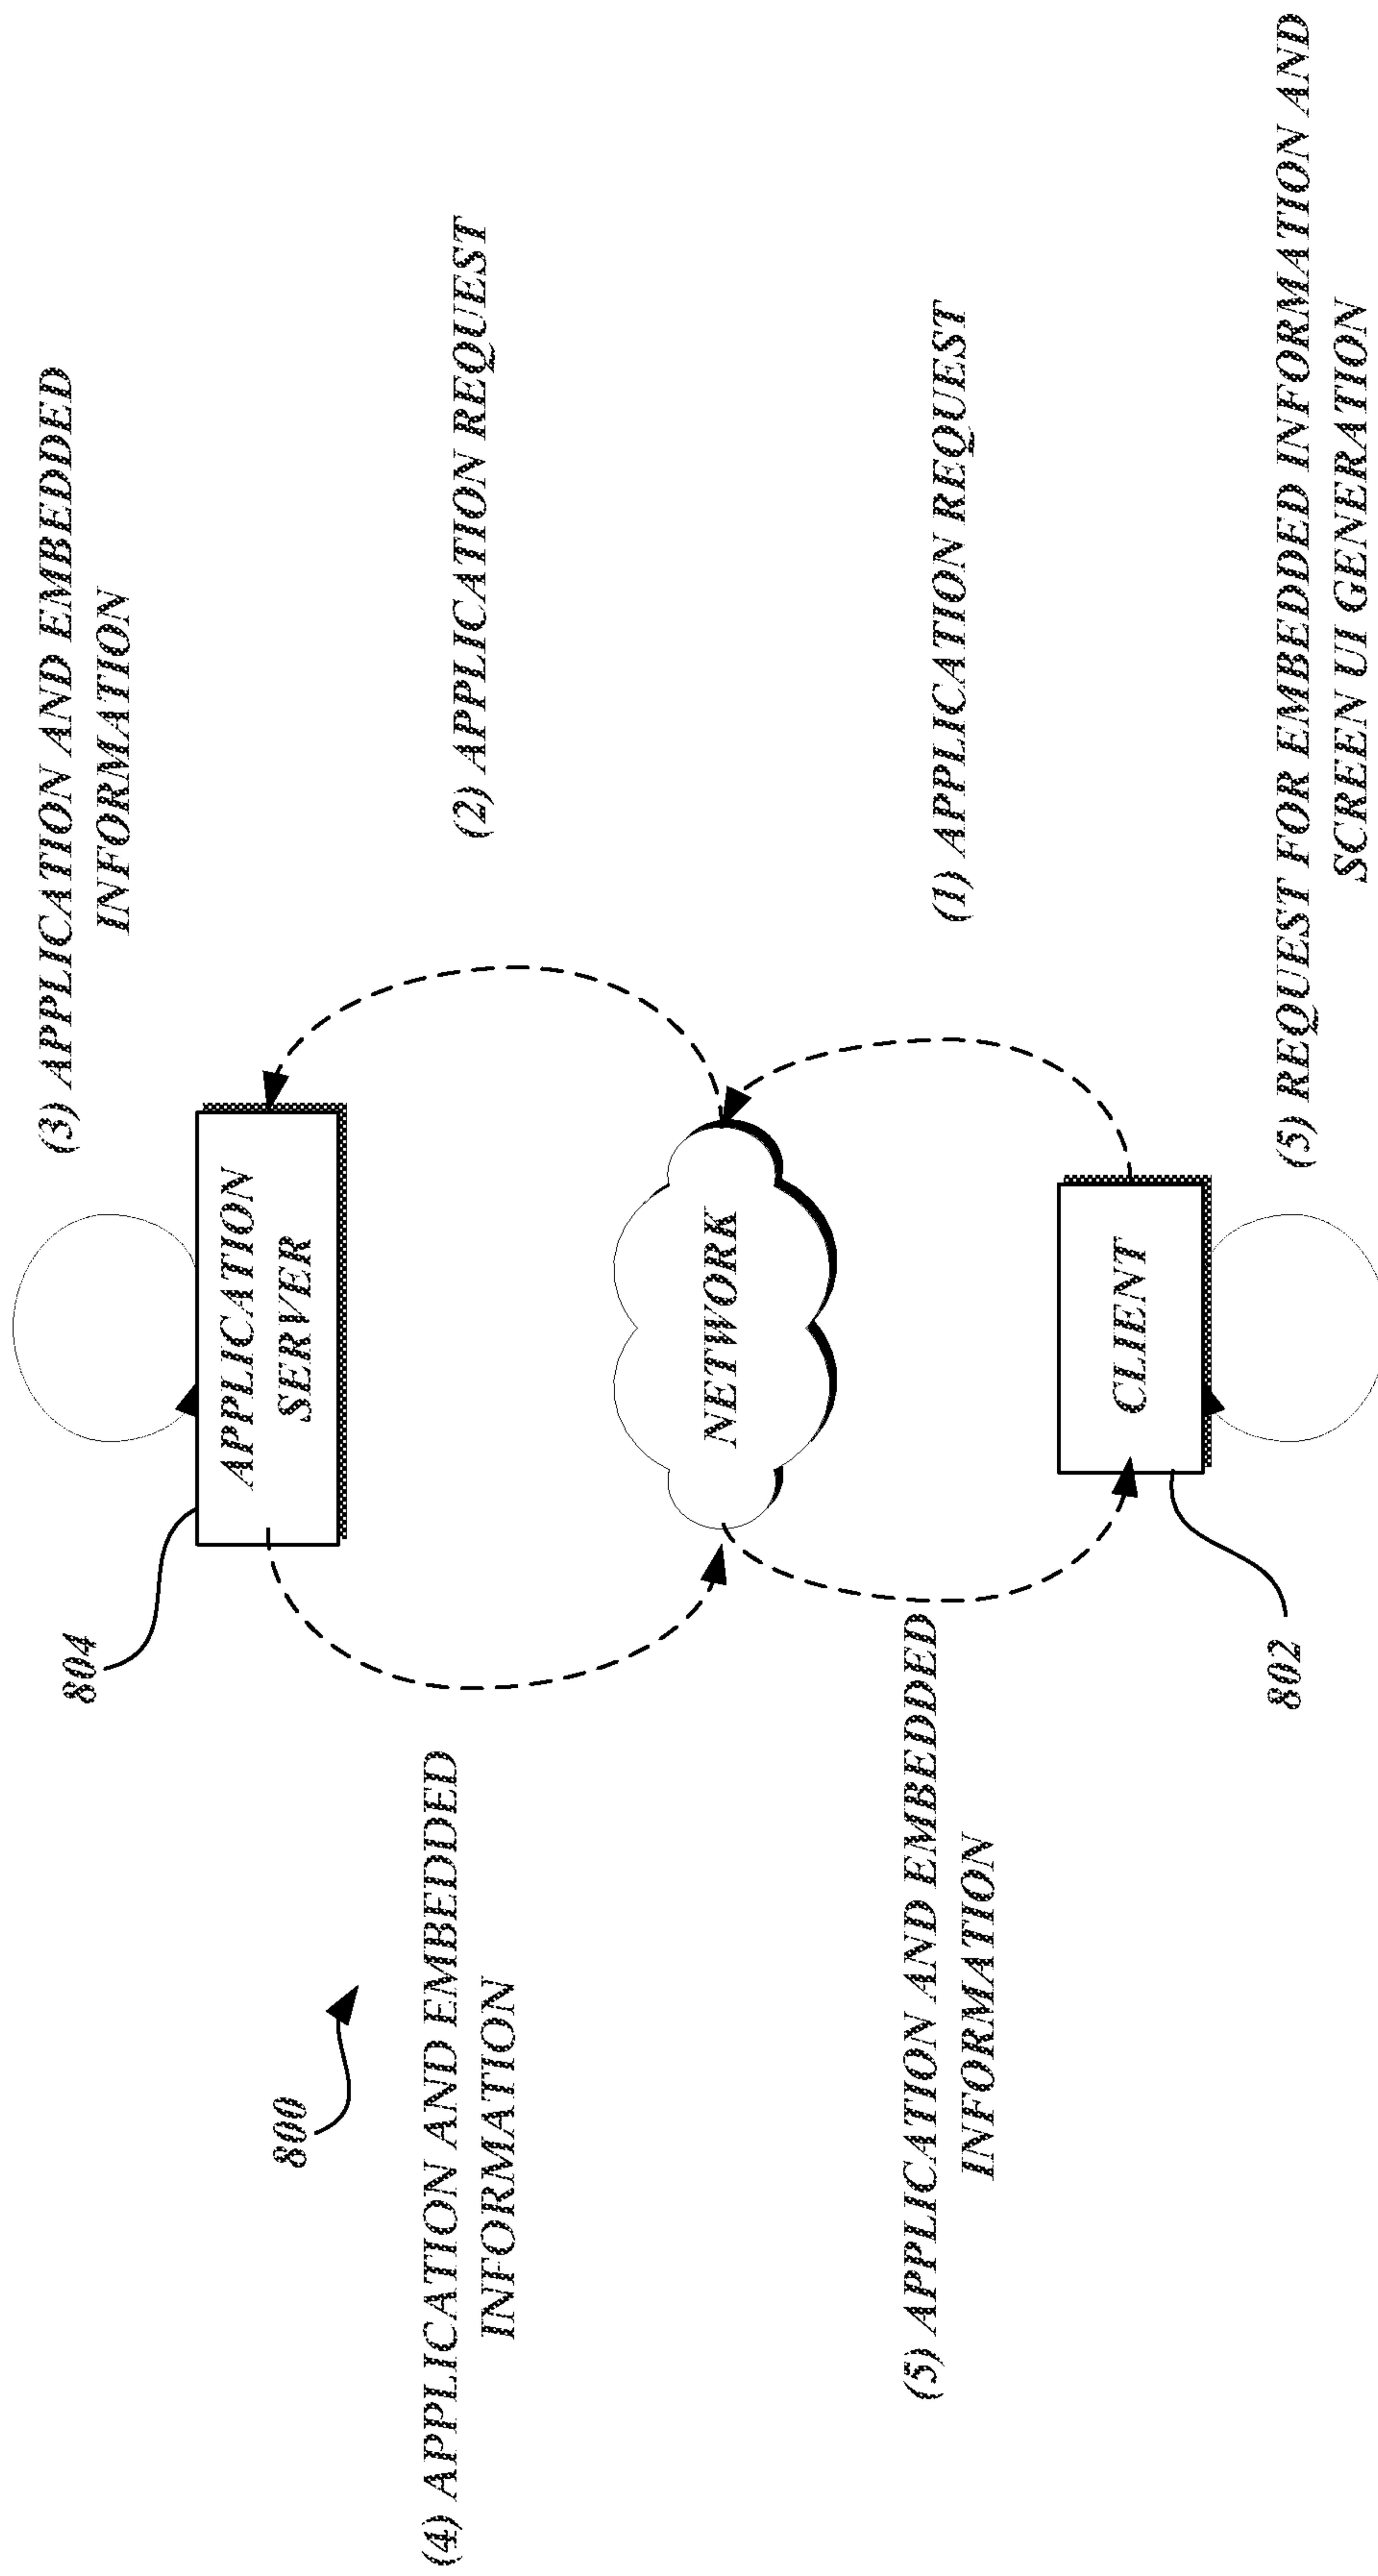 (3) APPLICATION AND EMBEDDED
INFORMATION
804
APPLICATION
SERVER
800
(4) APPLICATION AND EMBEDDED
INFORMATION
(2) APPLICATION REQUEST
NETWORK
(5) APPLICATION AND EMBEDDED
INFORMATION
(1) APPLICATION REQUEST
CLIENT
802
(5) REQUEST FOR EMBEDDED INFORMATION AND
SCREEN UI GENERATION